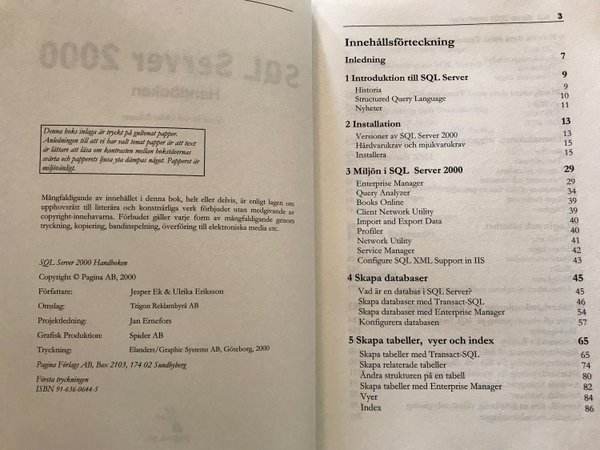 Denna boks inlaga är tryckt på gultonat papper.
Anledningen till att vi har valt tonat papper är att text
är lättare att läsa om kontrasten mellan bokstävernas
svärta och papperets ljusa yta dämpas något. Papperet är
miljövänligt.
Mångfaldigande av innehållet i denna bok, helt eller delvis, är enligt lagen om
upphovsrätt till litterära och konstnärliga verk förbjudet utan medgivande av
copyright-innehavarna. Förbudet gäller varje form av mångfaldigande genom
tryckning, kopiering, bandinspelning, överföring till elektroniska media etc.
SQL Server 2000 Handboken
Copyright © Pagina AB, 2000
Författare: Jesper Ek & Ulrika Eriksson
Omslag: Trigon Reklambyrå AB
Projektledning: Jan Ernefors
Grafisk Produktion: Spider AB
Tryckning: Elanders/Graphic Systems AB, Göteborg, 2000
Pagina Förlags AB, Box 2103, 174 02 Sundbyberg
Första tryckningen
ISBN 91-636-0644-5
3
Innehållsförteckning
Inledning 7
1 Introduktion till SQL Server 9
Historia 9
Structured Query Language 10
Nyheter 11
2 Installation 13
Versioner av SQL Server 2000 13
Hårdvarukrav och mjukvarukrav 15
Installera 15
3 Miljön i SQL Server 2000 29
Enterprise Manager 29
Query Analyzer 34
Books Online 39
Client Network Utility 39
Import and Export Data 40
Profiler 40
Network Utility 41
Service Manager 42
Configure SQL XML Support in IIS 43
4 Skapa databaser 45
Vad är en databas i SQL Server? 45
Skapa databaser med Transact-SQL 46
Skapa databaser med Enterprise Manager 54
Konfigurera databasen 57
5 Skapa tabeller, vyer och index 65
Skapa tabeller med Transact-SQL 65
Skapa relaterade tabeller 74
Ändra strukturen på en tabell 80
Skapa tabeller med Enterprise Manager 82
Vyer 84
Index 86